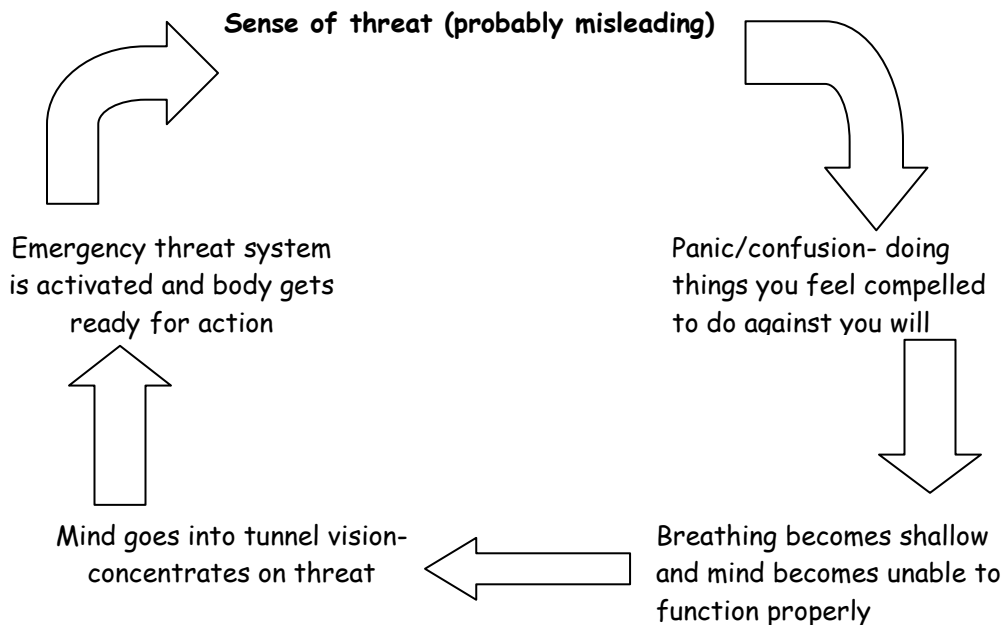 Sense of threat (probably misleading)
Panic/confusion- doing
things you feel compelled
to do against you will
Breathing becomes shallow
and mind becomes unable to
function properly
Mind goes into tunnel vision-
concentrates on threat
Emergency threat system
is activated and body gets
ready for action